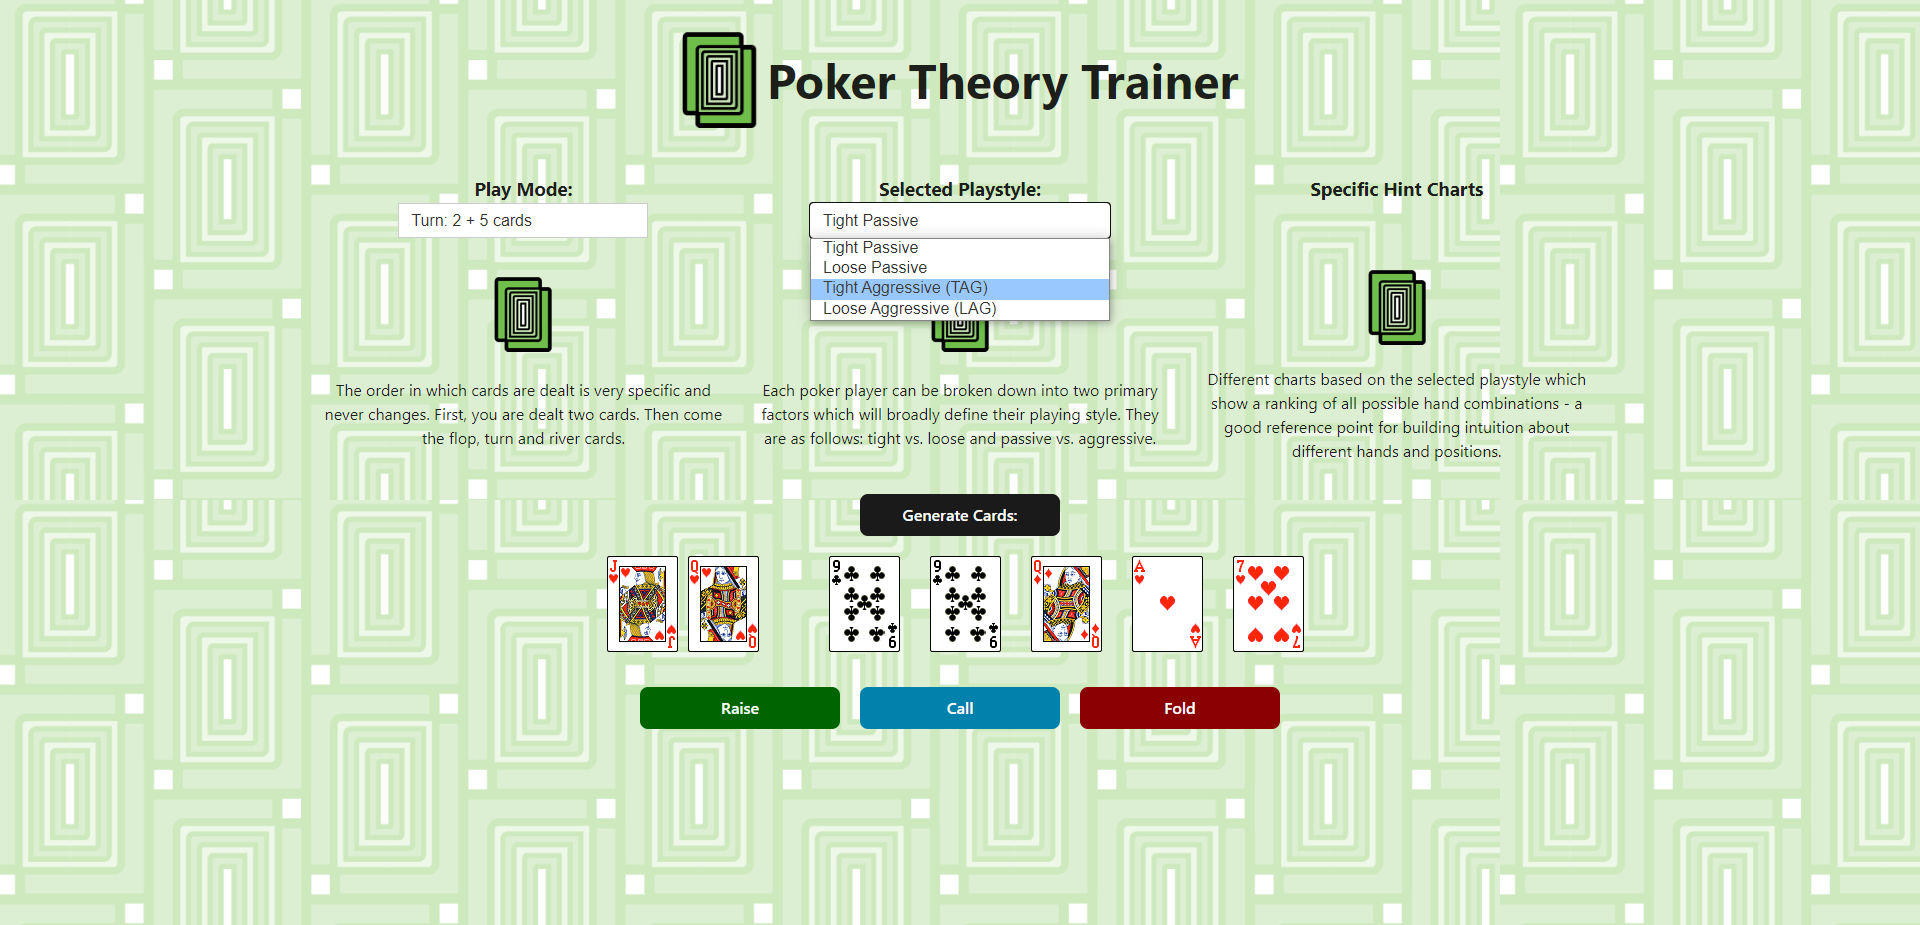 Poker Theory Trainer
Play Mode:
Turn: 2 + 5 cards
The order in which cards are dealt is very specific and
never changes. First, you are dealt two cards. Then come
the flop, turn and river cards.
Selected Playstyle:
Tight Passive
Tight Passive
Loose Passive
Tight Aggressive (TAG)
Loose Aggressive (LAG)
Each poker player can be broken down into two primary
factors which will broadly define their playing style. They
are as follows: tight vs. loose and passive vs. aggressive.
Specific Hint Charts
Different charts based on the selected playstyle which
show a ranking of all possible hand combinations - a
good reference point for building intuition about
different hands and positions.
Generate Cards:
J J
Q Q
9 9
9 9
Q Q
A A
7 7
Raise
Call
Fold